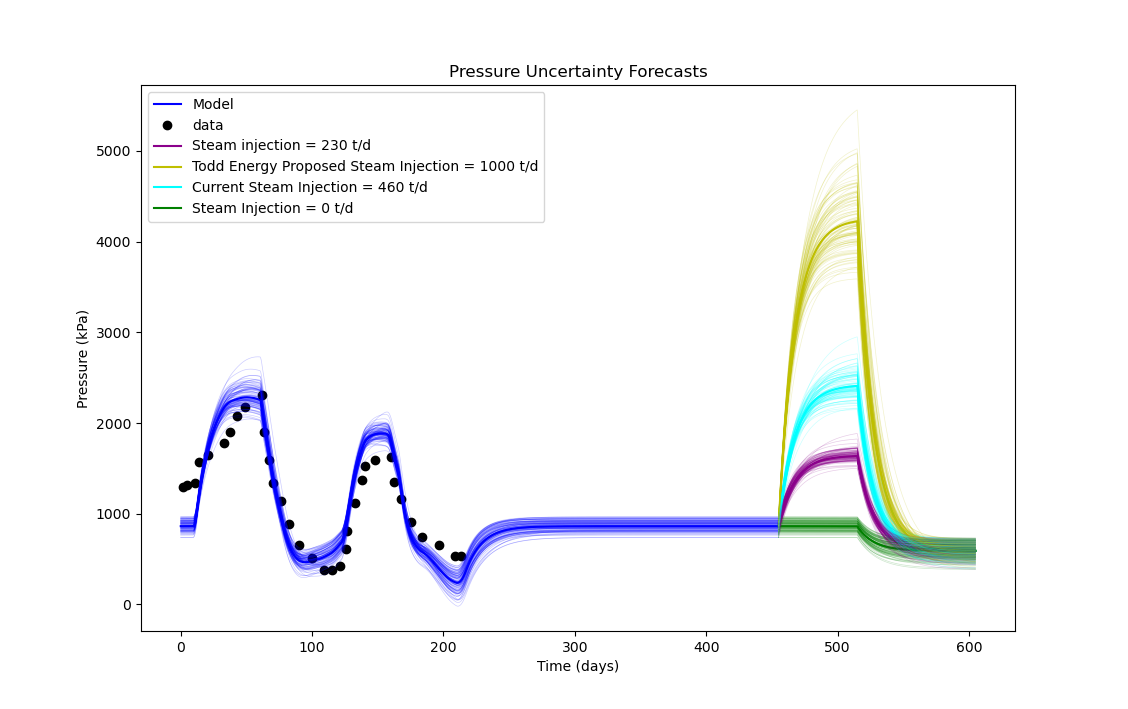 Pressure Uncertainty Forecasts
Model
data
Steam injection = 230 t/d
Todd Energy Proposed Steam Injection = 1000 t/d
Current Steam Injection = 460 t/d
Steam Injection = 0 t/d
5000
4000
3000
2000
1000
0
Pressure (kPa)
0 100 200 300 400 500 600
Time (days)